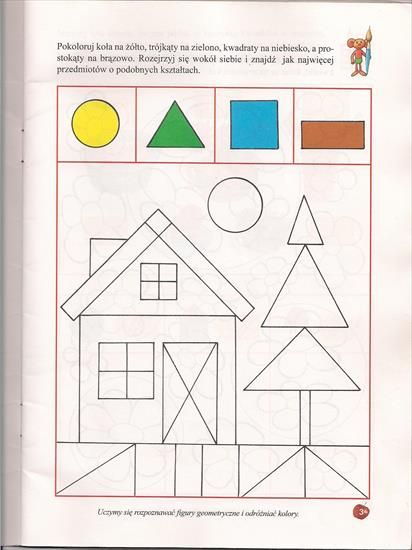 Pokoloruj koła na żółto, trójkąty na zielono, kwadraty na niebiesko, a pro-
stokąty na brązowo. Rozejrzyj się wokół siebie i znajdź jak najwięcej
przedmiotów o podobnych kształtach.
Uczymy się rozpoznawać figury geometryczne i odróżniać kolory.